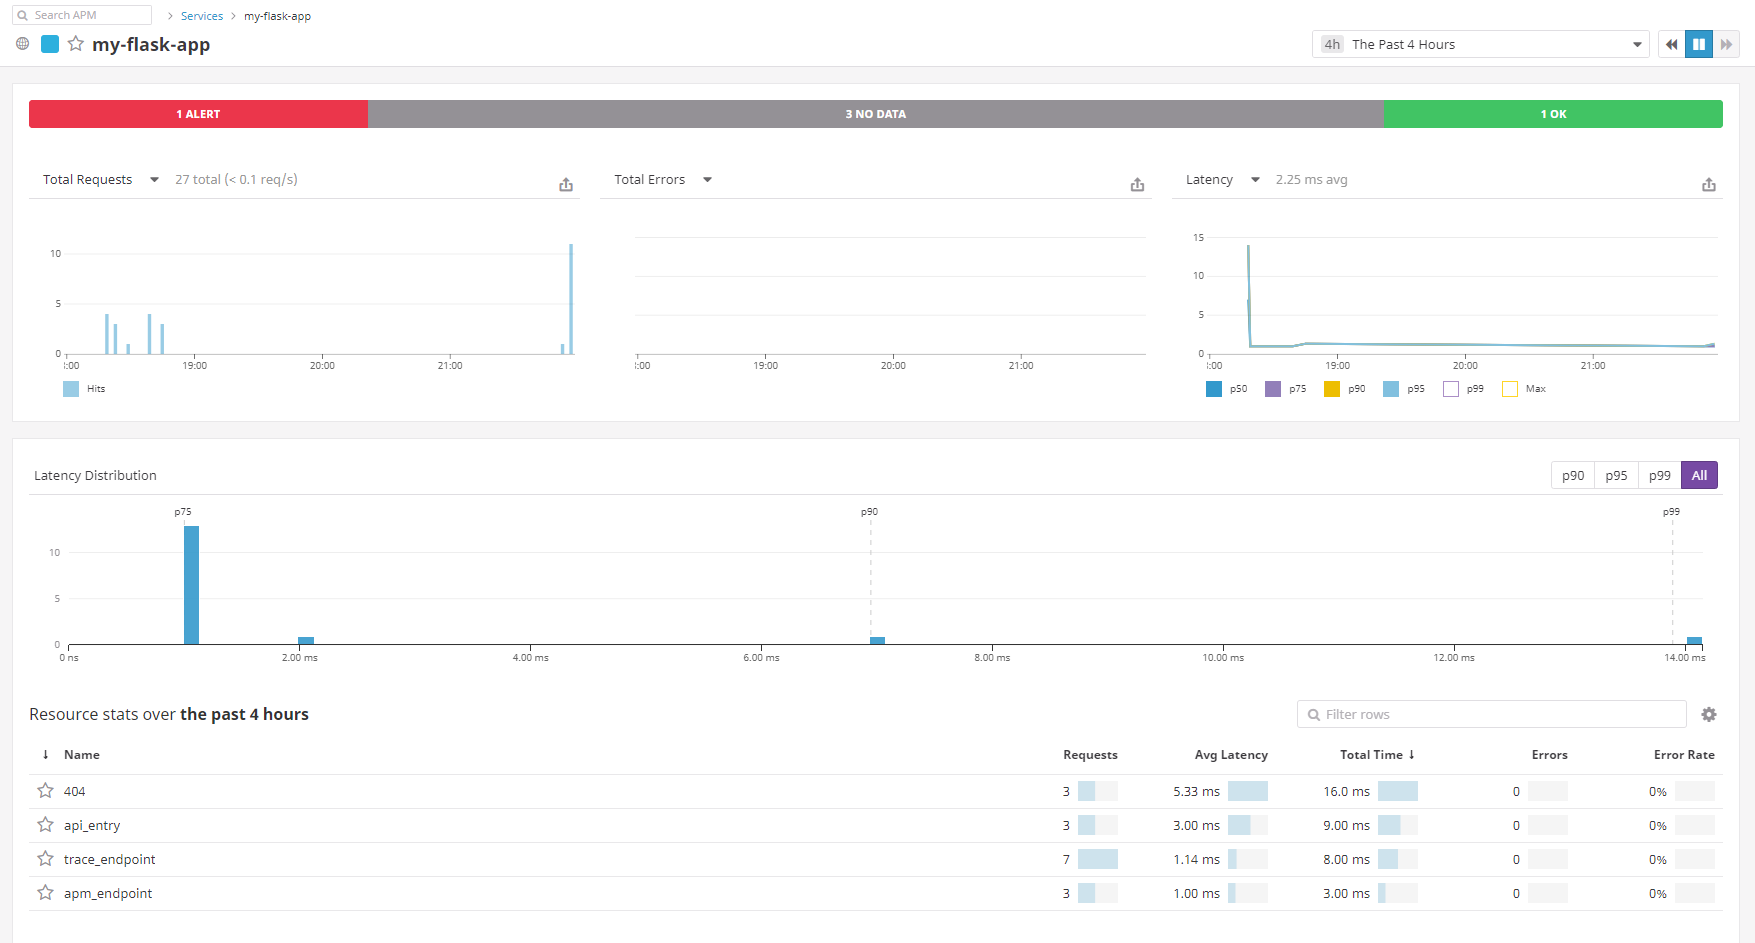 Search APM > Services > my-flask-app
my-flask-app
4h The Past 4 Hours
1 ALERT 3 NO DATA 1 OK
Total Requests 27 total (< 0.1 req/s)
10
5
0
:00 19:00 20:00 21:00
Hits
Total Errors
:00 19:00 20:00 21:00
Latency 2.25 ms avg
15
10
5
0
:00 19:00 20:00 21:00
p50 p75 p90 p95 p99 Max
Latency Distribution
p90 p95 p99 All
p75 p90 p99
10
5
0
0 ns 2.00 ms 4.00 ms 6.00 ms 8.00 ms 10.00 ms 12.00 ms 14.00 ms
Resource stats over the past 4 hours
Filter rows
↓ Name Requests Avg Latency Total Time ↓ Errors Error Rate
404 3 5.33 ms 16.0 ms 0 0%
api_entry 3 3.00 ms 9.00 ms 0 0%
trace_endpoint 7 1.14 ms 8.00 ms 0 0%
apm_endpoint 3 1.00 ms 3.00 ms 0 0%